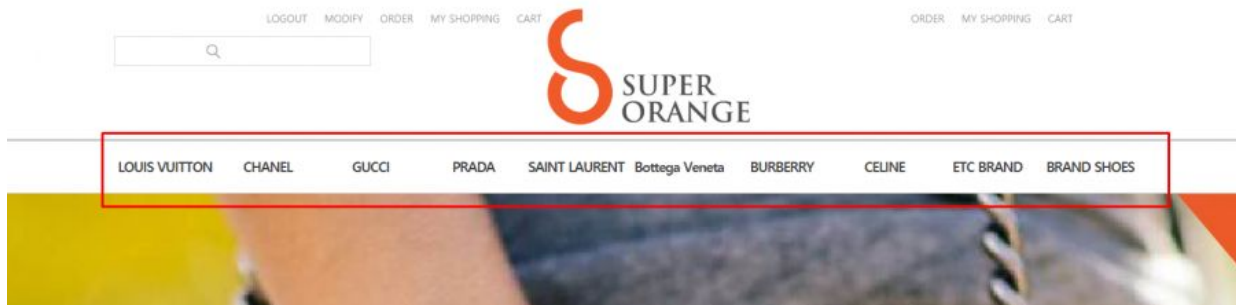 LOGOUT MODIFY ORDER MY SHOPPING CART
ORDER MY SHOPPING CART
SUPER
ORANGE
LOUIS VUITTON CHANEL GUCCI PRADA SAINT LAURENT Bottega Veneta BURBERRY CELINE ETC BRAND BRAND SHOES